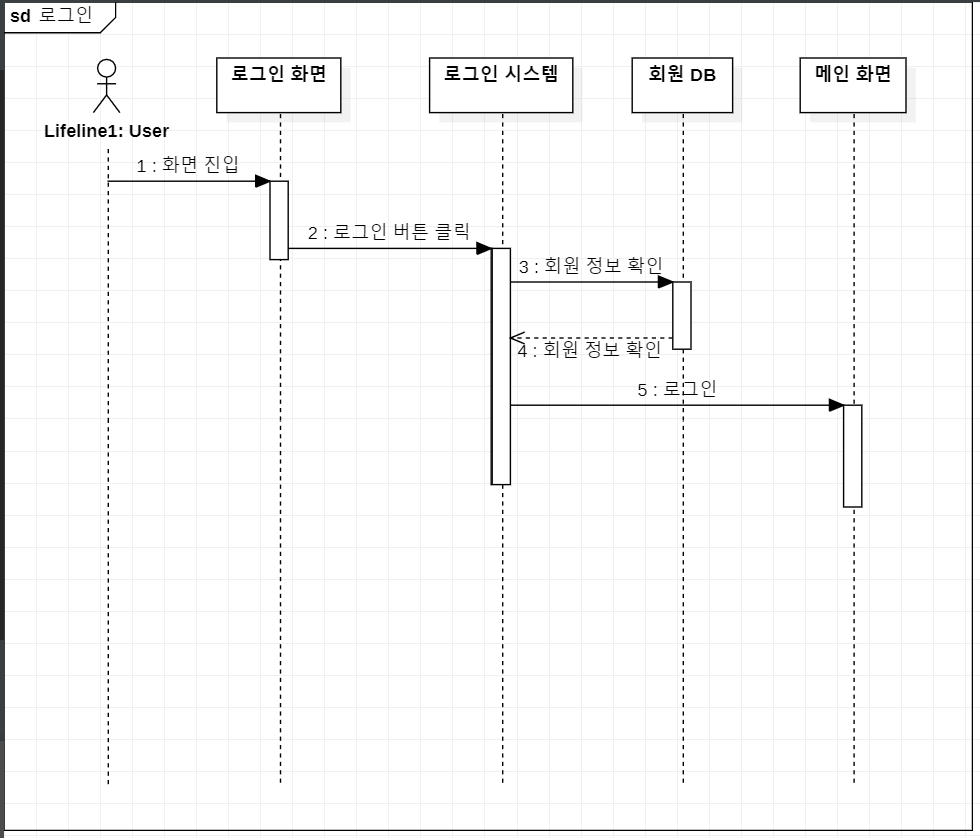 sd 로그인
로그인 화면
로그인 시스템
회원 DB
메인 화면
Lifeline1: User
1 : 화면 진입
2 : 로그인 버튼 클릭
3 : 회원 정보 확인
4 : 회원 정보 확인
5 : 로그인